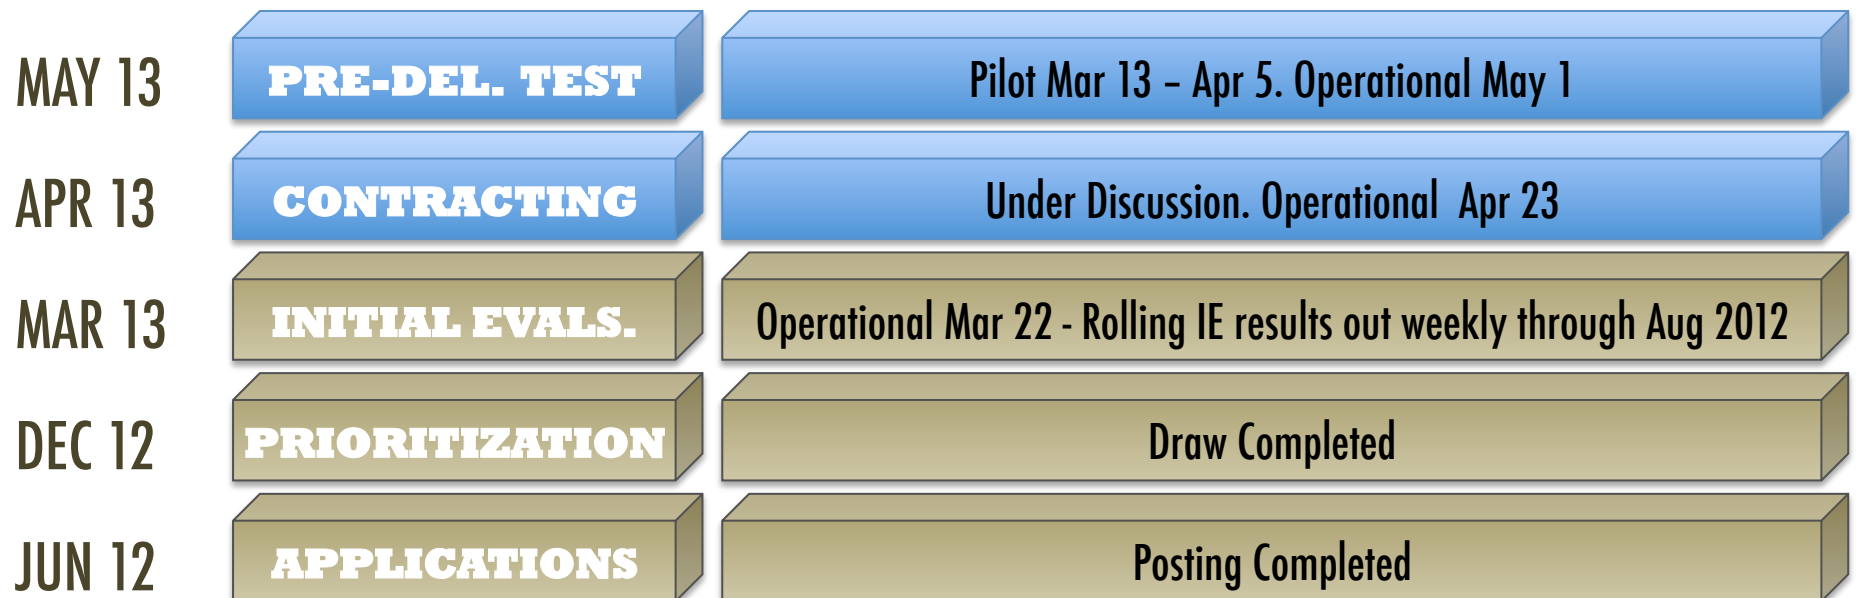 MAY 13 PRE-DEL. TEST Pilot Mar 13 – Apr 5. Operational May 1
APR 13 CONTRACTING Under Discussion. Operational  Apr 23
MAR 13 INITIAL EVALS. Operational Mar 22 - Rolling IE results out weekly through Aug 2012
DEC 12 PRIORITIZATION Draw Completed
JUN 12 APPLICATIONS Posting Completed